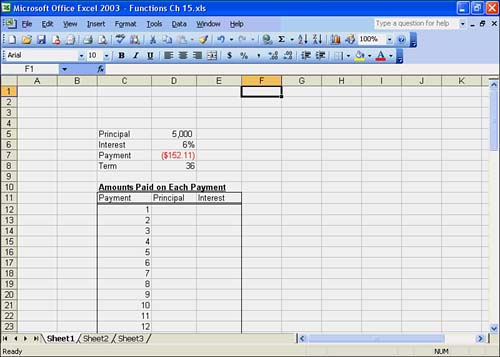 Microsoft Office Excel 2003 - Functions Ch 15.xls
File Edit View Insert Format Tools Data Window Help Type a question for help
100%
Arial 10 B I U $ % ,
F1 fx
A B C D E F G H I J K
1
2
3
4
5 Principal 5,000
6 Interest 6%
7 Payment ($152.11)
8 Term 36
9
10 Amounts Paid on Each Payment
11 Payment Principal Interest
12 1
13 2
14 3
15 4
16 5
17 6
18 7
19 8
20 9
21 10
22 11
23 12
Sheet1 Sheet2 Sheet3
Ready NUM